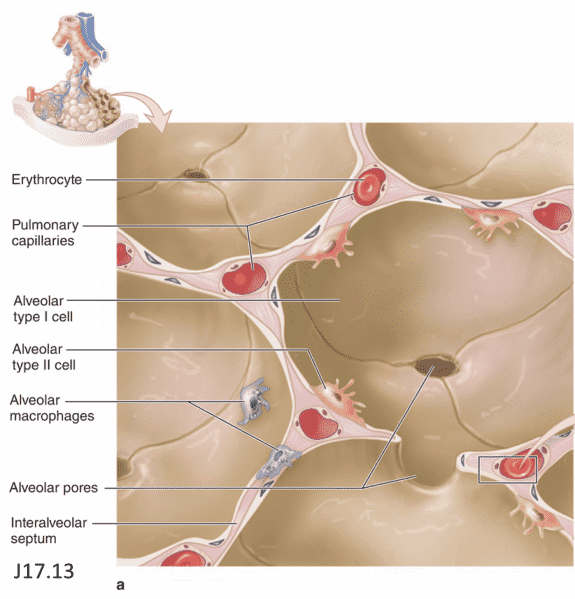 Erythrocyte
Pulmonary
capillaries
Alveolar
type I cell
Alveolar
type II cell
Alveolar
macrophages
Alveolar pores
Interalveolar
septum
J17.13
a